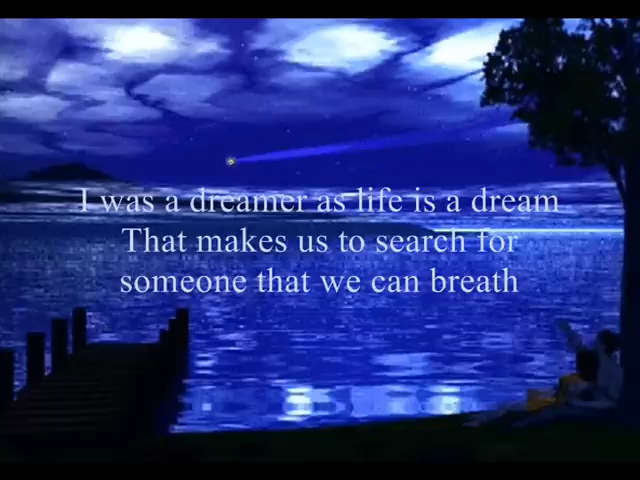 I was a dreamer as life is a dream
That makes us to search for
someone that we can breath